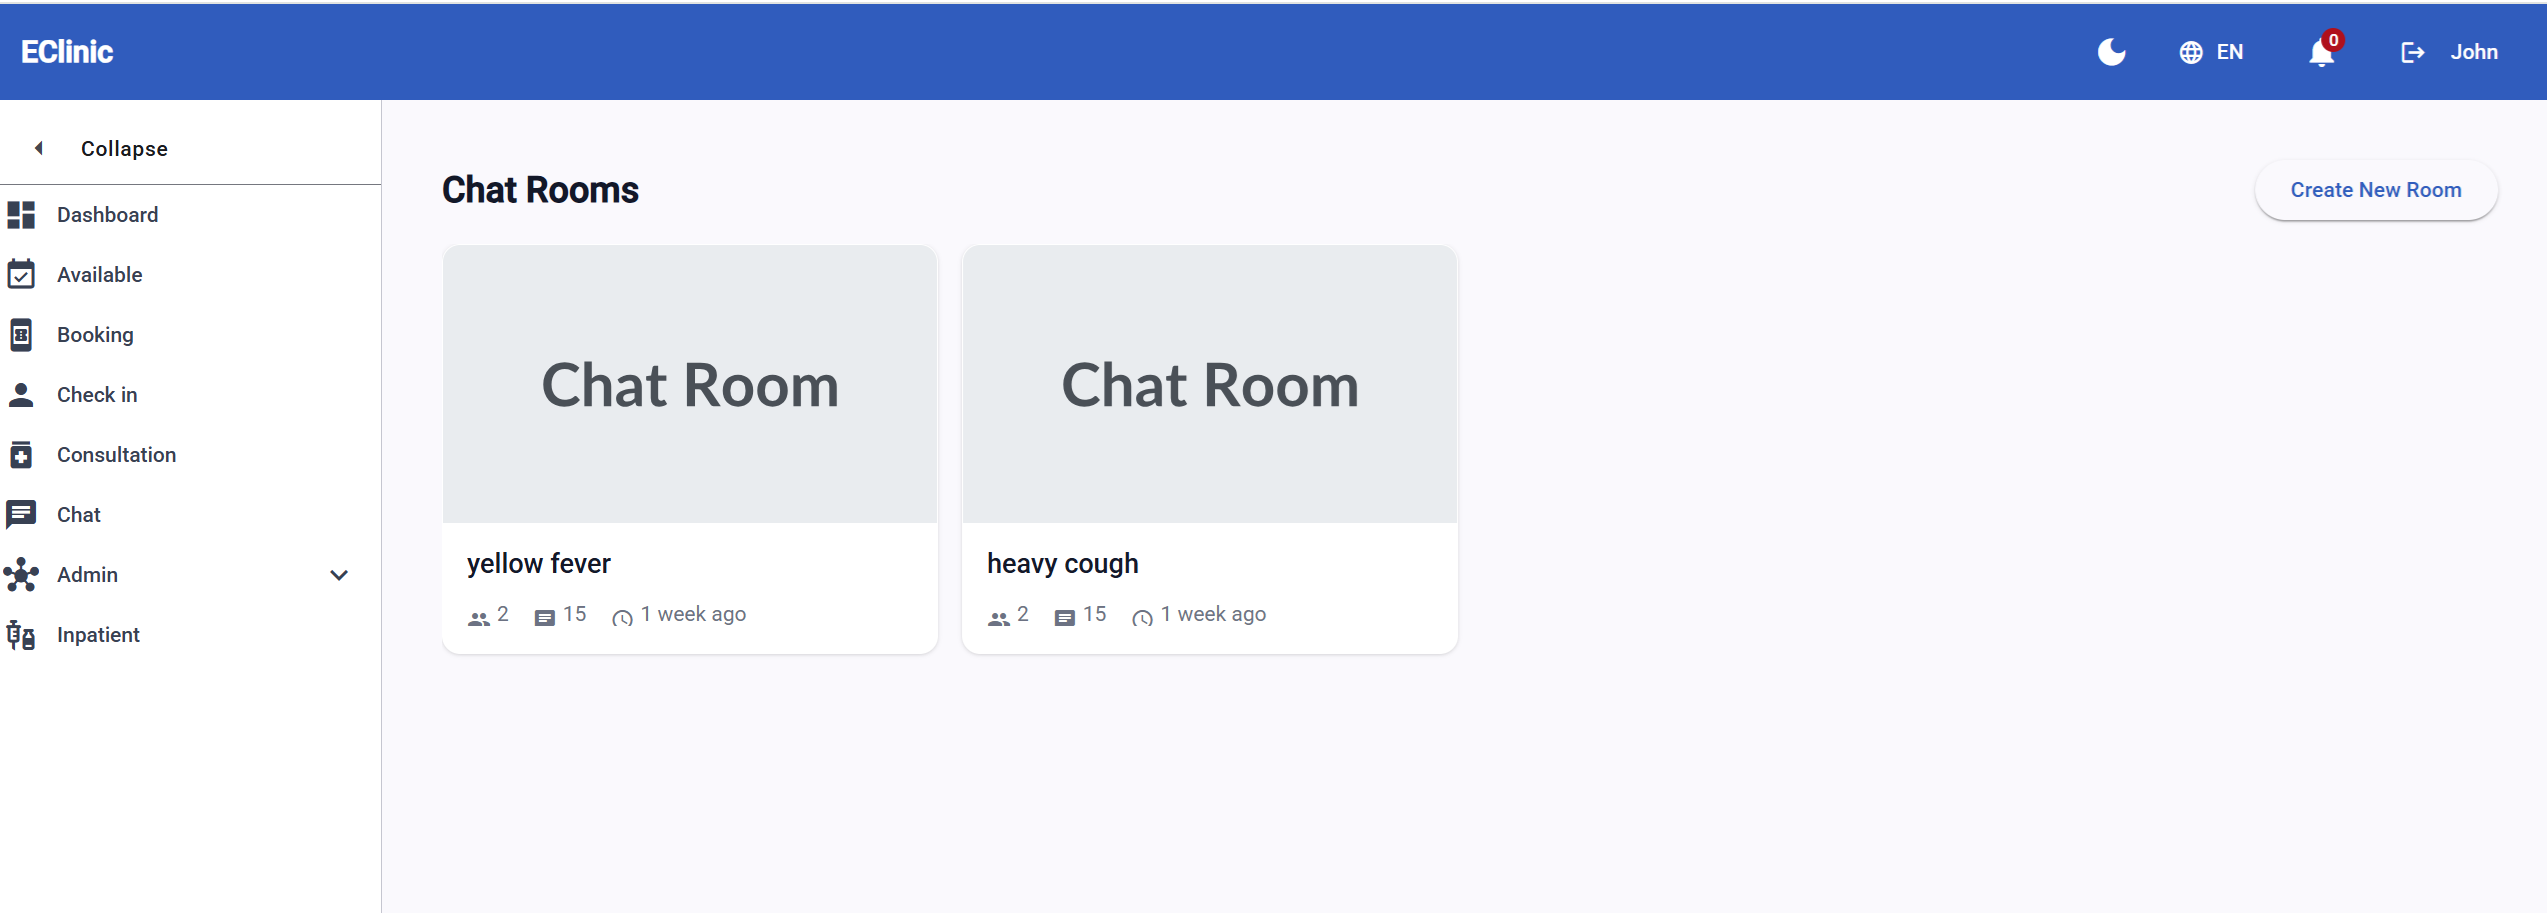 EClinic
EN
0
John
Collapse
Dashboard
Available
Booking
Check in
Consultation
Chat
Admin
Inpatient
Chat Rooms
Create New Room
Chat Room
yellow fever
2 15 1 week ago
Chat Room
heavy cough
2 15 1 week ago